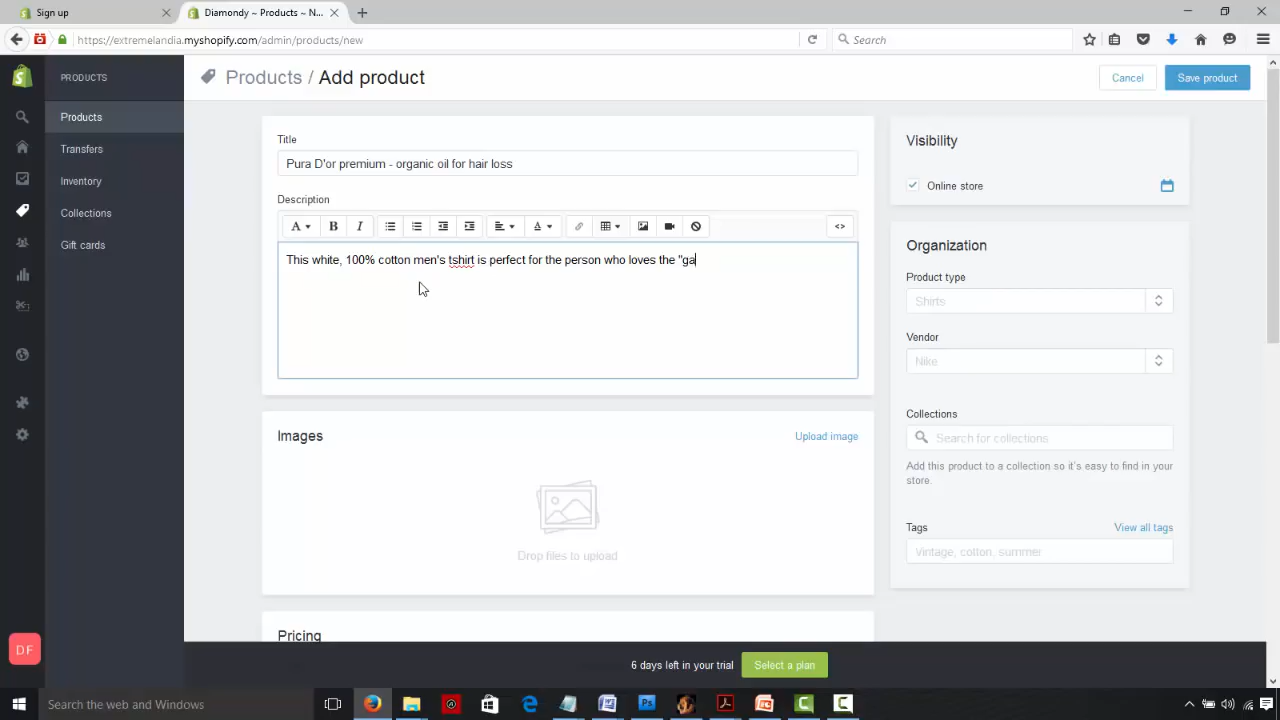 Sign up
Diamondy ~ Products ~ N...
https://extremelandia.myshopify.com/admin/products/new
Search
PRODUCTS
Products / Add product
Cancel
Save product
Products
Transfers
Inventory
Collections
Gift cards
Title
Pura D'or premium - organic oil for hair loss
Description
A
B
I
A
<>
This white, 100% cotton men's tshirt is perfect for the person who loves the "ga
Images
Upload image
Drop files to upload
Pricing
Visibility
Online store
Organization
Product type
Shirts
Vendor
Nike
Collections
Search for collections
Add this product to a collection so it's easy to find in your
store.
Tags
View all tags
Vintage, cotton, summer
DF
6 days left in your trial
Select a plan
Search the web and Windows